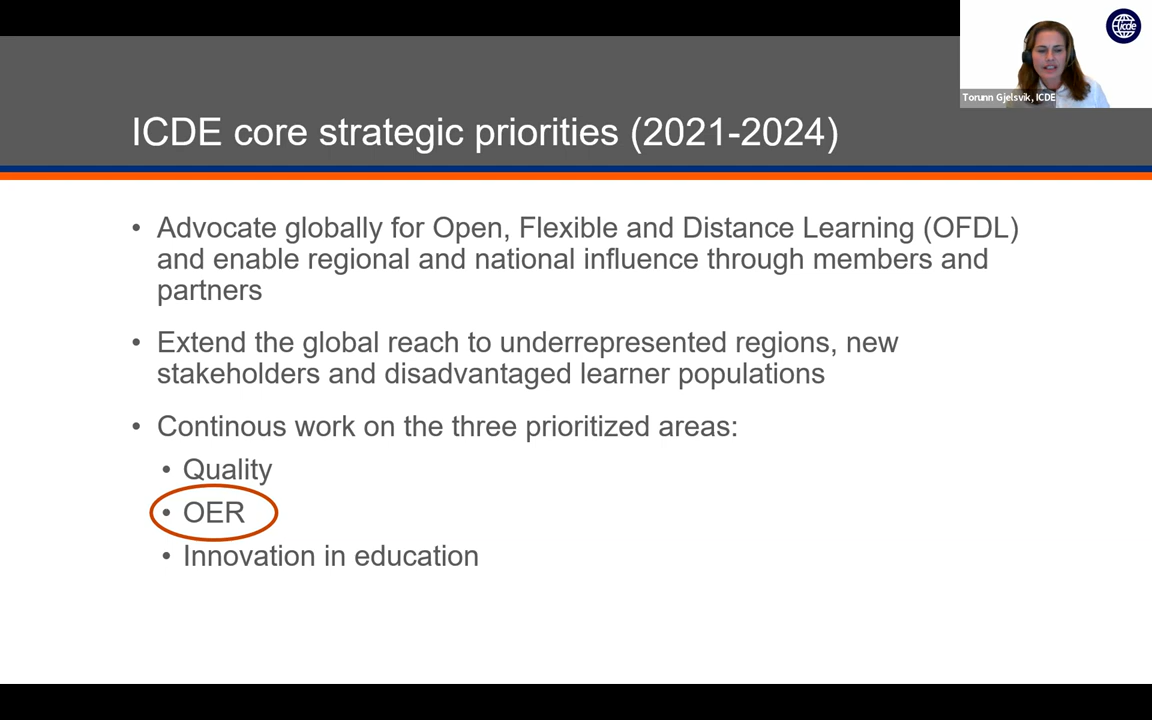 icde
Torunn Gjelsvik, ICDE
ICDE core strategic priorities (2021-2024)
• Advocate globally for Open, Flexible and Distance Learning (OFDL)
and enable regional and national influence through members and
partners
• Extend the global reach to underrepresented regions, new
stakeholders and disadvantaged learner populations
• Continous work on the three prioritized areas:
• Quality
• OER
• Innovation in education